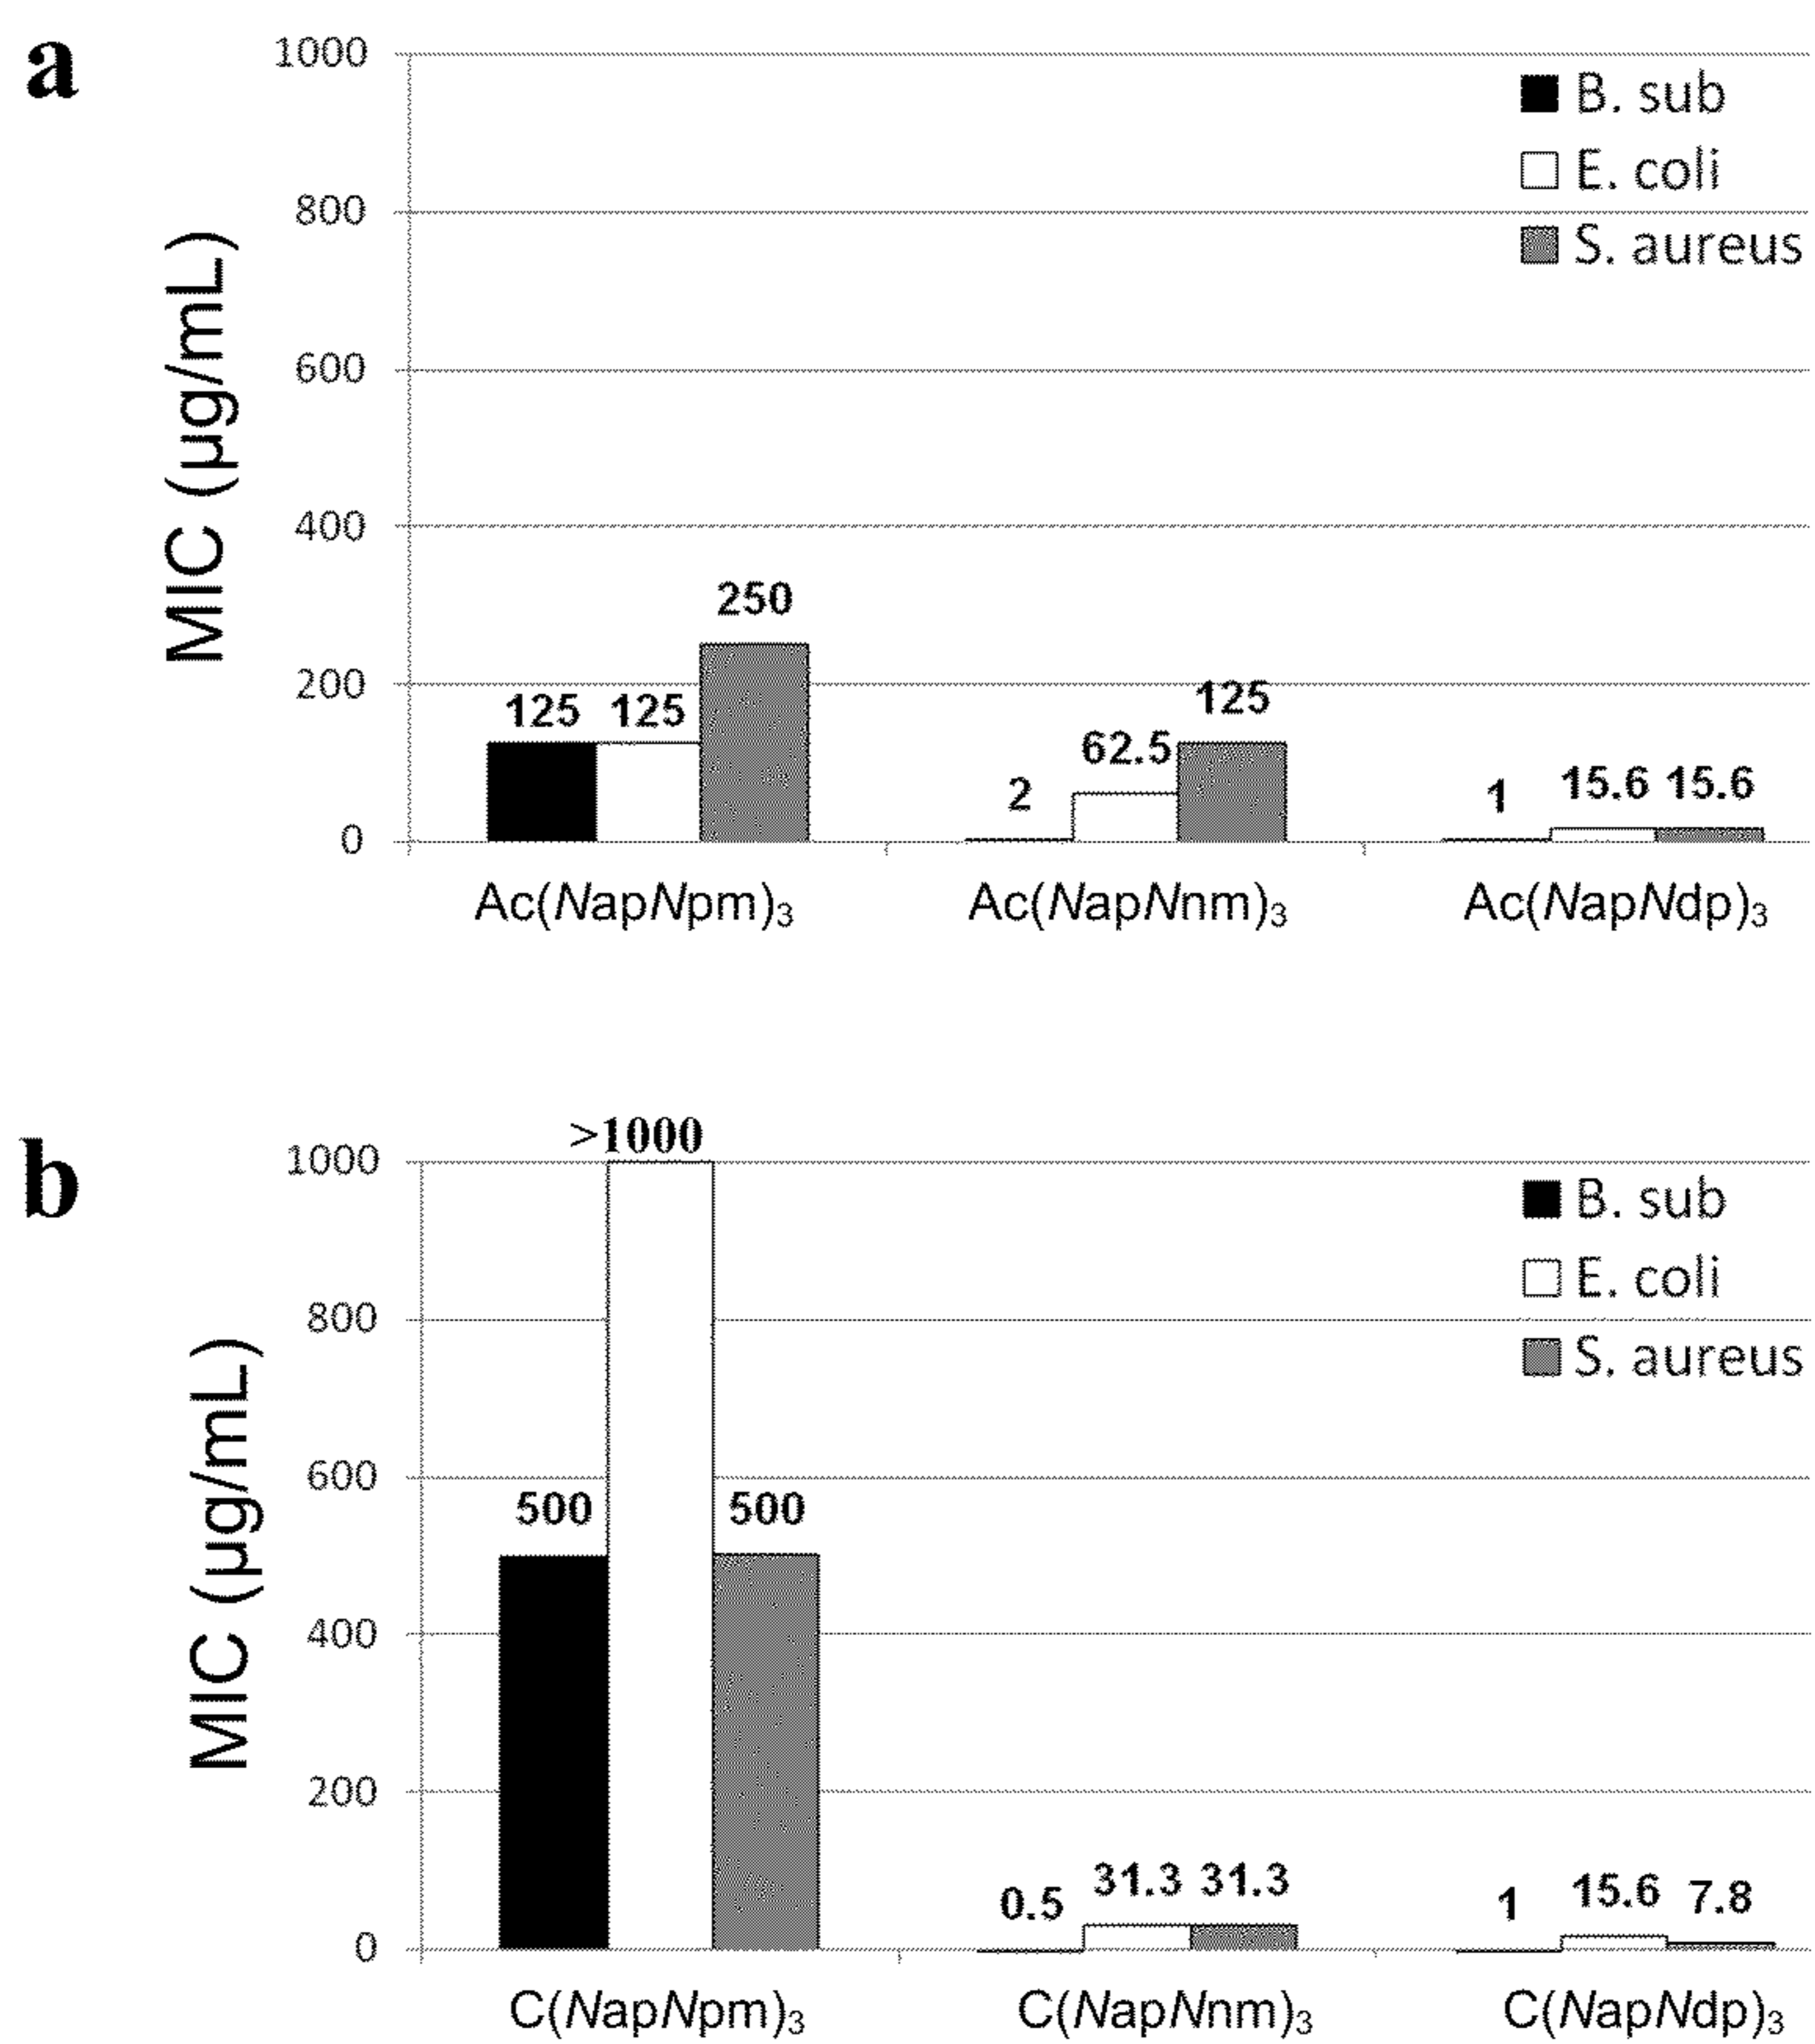 a
MIC (µg/mL)
1000
800
600
400
200
0
B. sub
E. coli
S. aureus
125 125 250
2 62.5 125
1 15.6 15.6
Ac(NapNpm)₃ Ac(NapNnm)₃ Ac(NapNdp)₃
b
MIC (µg/mL)
1000
800
600
400
200
0
B. sub
E. coli
S. aureus
500 >1000 500
0.5 31.3 31.3
1 15.6 7.8
C(NapNpm)₃ C(NapNnm)₃ C(NapNdp)₃